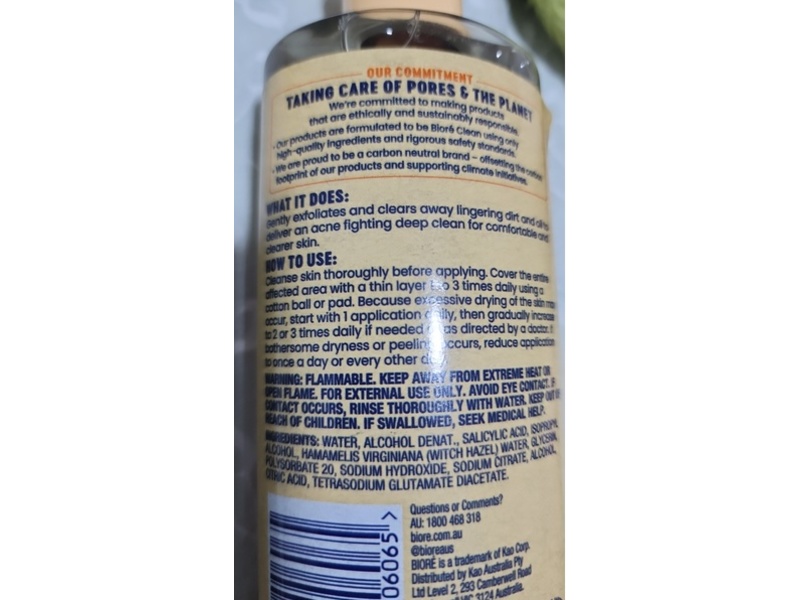 OUR COMMITMENT
TAKING CARE OF PORES & THE PLANET
We're committed to making products
that are ethically and sustainably responsible.
• Our products are formulated to be Bioré Clean using only
high-quality ingredients and rigorous safety standards.
• We are proud to be a carbon neutral brand – offsetting the carbon
footprint of our products and supporting climate initiatives.
WHAT IT DOES:
Gently exfoliates and clears away lingering dirt and oil to
deliver an acne fighting deep clean for comfortable and
clearer skin.
HOW TO USE:
Cleanse skin thoroughly before applying. Cover the entire
affected area with a thin layer to 3 times daily using a
cotton ball or pad. Because excessive drying of the skin may
occur, start with 1 application daily, then gradually increase
to 2 or 3 times daily if needed as directed by a doctor. If
bothersome dryness or peeling occurs, reduce application
to once a day or every other
WARNING: FLAMMABLE. KEEP AWAY FROM EXTREME HEAT OR
OPEN FLAME. FOR EXTERNAL USE ONLY. AVOID EYE CONTACT. IF
CONTACT OCCURS, RINSE THOROUGHLY WITH WATER. KEEP OUT OF
REACH OF CHILDREN. IF SWALLOWED, SEEK MEDICAL HELP.
INGREDIENTS: WATER, ALCOHOL DENAT., SALICYLIC ACID, ISOPROPYL
ALCOHOL, HAMAMELIS VIRGINIANA (WITCH HAZEL) WATER, GLYCERIN,
POLYSORBATE 20, SODIUM HYDROXIDE, SODIUM CITRATE, ALCOHOL,
CITRIC ACID, TETRASODIUM GLUTAMATE DIACETATE.
06065 >
Questions or Comments?
AU: 1800 468 318
biore.com.au
@bioreaus
BIORÉ is a trademark of Kao Corp.
Distributed by Kao Australia Pty
Ltd Level 2, 293 Camberwell Road
VIC 3124 Australia.